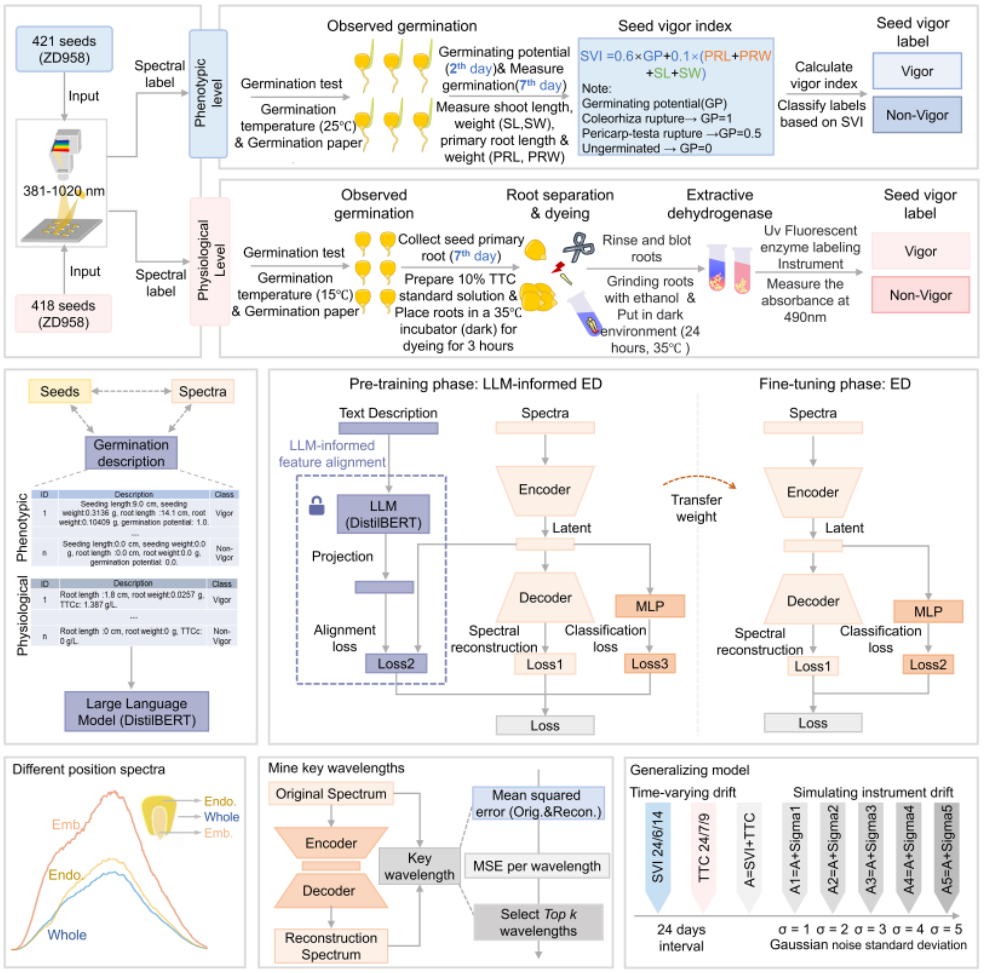 421 seeds
(ZD958)
Input
381-1020 nm
Input
418 seeds
(ZD958)
Spectral
label
Spectral
label
Phenotypic
level
Physiological
Level
Observed germination
Germination test
Germination
temperature (25℃)
& Germination paper
Germinating potential
(2th day)& Measure
germination(7th day)
Measure shoot length,
weight (SL,SW),
primary root length &
weight (PRL, PRW)
Seed vigor index
SVI =0.6×GP+0.1×(PRL+PRW
+SL+SW)
Note:
Germinating potential(GP)
Coleorhiza rupture→ GP=1
Pericarp-testa rupture →GP=0.5
Ungerminated → GP=0
Calculate
vigor index
Classify labels
based on SVI
Seed vigor
label
Vigor
Non-Vigor
Observed
germination
Germination test
Germination
temperature (15℃)
& Germination paper
Collect seed primary
root (7th day)
Prepare 10% TTC
standard solution &
Place roots in a 35℃
incubator (dark) for
dyeing for 3 hours
Root separation
& dyeing
Rinse and blot
roots
Grinding roots
with ethanol &
Put in dark
environment (24
hours, 35℃ )
Extractive
dehydrogenase
Uv Fluorescent
enzyme labeling
Instrument
Measure the
absorbance at
490nm
Seed vigor
label
Vigor
Non-Vigor
Seeds
Spectra
Germination
description
Phenotypic
ID Description Class
1 Seeding length:9.0 cm, seeding
weight:0.3136 g, root length :14.1 cm, root
weight:0.10409 g, germination potential: 1.0. Vigor
....
n Seeding length:0.0 cm, seeding weight:0.0
g, root length :0.0 cm, root weight:0.0 g,
germination potential: 0.0. Non-
Vigor
Physiological
ID Description Class
1 Root length :1.8 cm, root weight:0.0257 g,
TTCc: 1.387 g/L. Vigor
....
n Root length :0 cm, root weight:0 g, TTCc:
0 g/L. Non-
Vigor
Large Language
Model (DistilBERT)
Pre-training phase: LLM-informed ED
Text Description
LLM-informed
feature alignment
LLM
(DistilBERT)
Projection
Alignment
loss
Loss2
Spectra
Encoder
Latent
Decoder
Spectral
reconstruction
Loss1
MLP
Classification
loss
Loss3
Loss
Transfer
weight
Fine-tuning phase: ED
Spectra
Encoder
Latent
Decoder
Spectral
reconstruction
Loss1
MLP
Classification
loss
Loss2
Loss
Different position spectra
Emb.
Endo.
Whole
Endo.
Whole
Emb.
Mine key wavelengths
Original Spectrum
Encoder
Decoder
Reconstruction
Spectrum
Key
wavelength
Mean squared
error (Orig.&Recon.)
MSE per wavelength
Select Top k
wavelengths
Generalizing model
Time-varying drift
Simulating instrument drift
SVI 24/6/14
TTC 24/7/9
A=SVI+TTC
A1=A+Sigma1
A2=A+Sigma2
A3=A+Sigma3
A4=A+Sigma4
A5=A+Sigma5
24 days
interval
σ = 1 σ = 2 σ = 3 σ = 4 σ = 5
Gaussian noise standard deviation